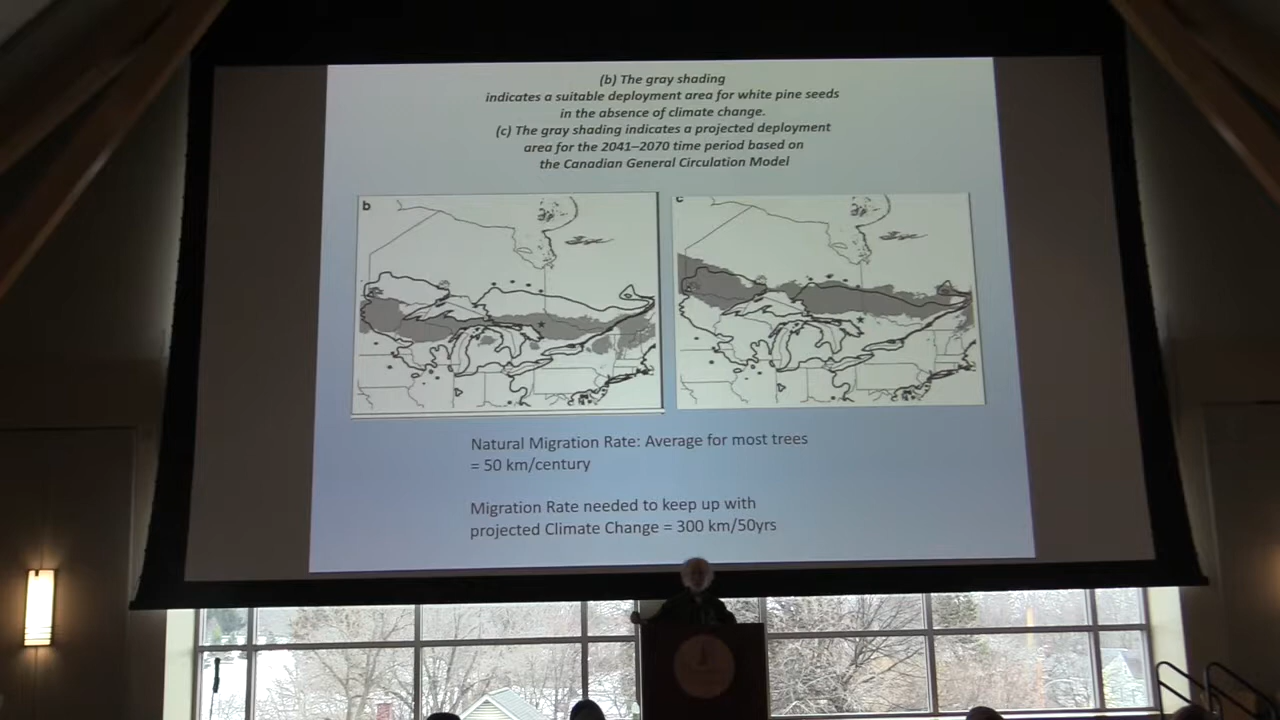 (b) The gray shading
indicates a suitable deployment area for white pine seeds
in the absence of climate change.
(c) The gray shading indicates a projected deployment
area for the 2041–2070 time period based on
the Canadian General Circulation Model
b
c
Natural Migration Rate: Average for most trees
= 50 km/century
Migration Rate needed to keep up with
projected Climate Change = 300 km/50yrs